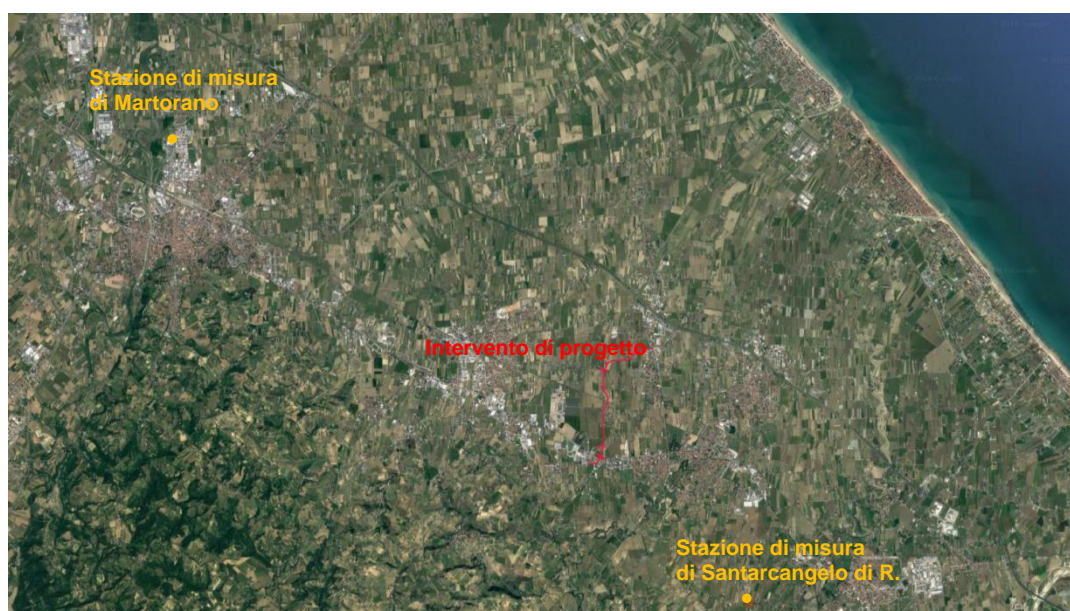 Stazione di misura
di Martorano
Intervento di progetto
Stazione di misura
di Santarcangelo di R.